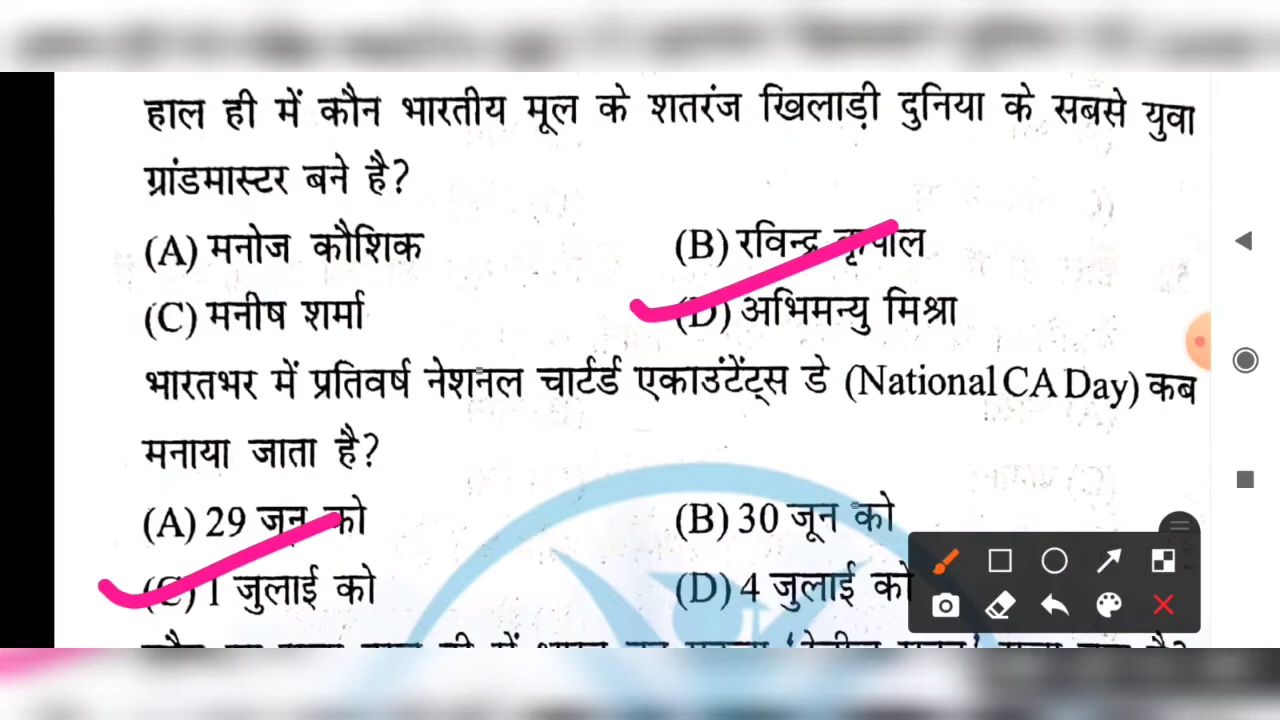 हाल ही में कौन भारतीय मूल के शतरंज खिलाड़ी दुनिया के सबसे युवा
ग्रांडमास्टर बने है?
(A) मनोज कौशिक (B) रविन्द्र कृपाल
(C) मनीष शर्मा (D) अभिमन्यु मिश्रा
भारतभर में प्रतिवर्ष नेशनल चार्टर्ड एकाउंटेंट्स डे (National CA Day) कब
मनाया जाता है?
(A) 29 जून को (B) 30 जून को
(C) 1 जुलाई को (D) 4 जुलाई को